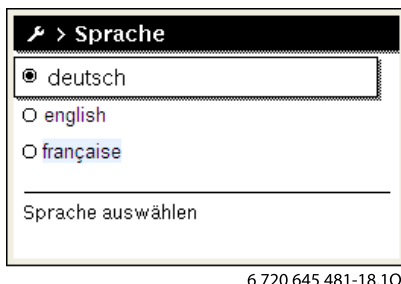 > Sprache
deutsch
english
française
Sprache auswählen
6 720 645 481-18.1O